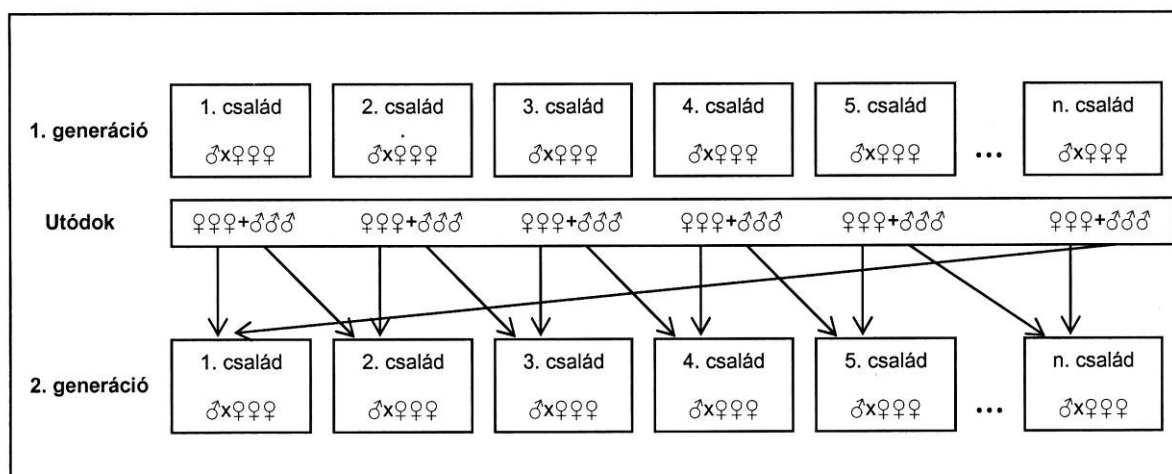 1. család 2. család 3. család 4. család 5. család n. család
1. generáció
♂x♀♀♀ ♂x♀♀♀ ♂x♀♀♀ ♂x♀♀♀ ♂x♀♀♀ ... ♂x♀♀♀
Utódok ♀♀♀+♂♂♂ ♀♀♀+♂♂♂ ♀♀♀+♂♂♂ ♀♀♀+♂♂♂ ♀♀♀+♂♂♂ ♀♀♀+♂♂♂
1. család 2. család 3. család 4. család 5. család n. család
2. generáció
♂x♀♀♀ ♂x♀♀♀ ♂x♀♀♀ ♂x♀♀♀ ♂x♀♀♀ ... ♂x♀♀♀